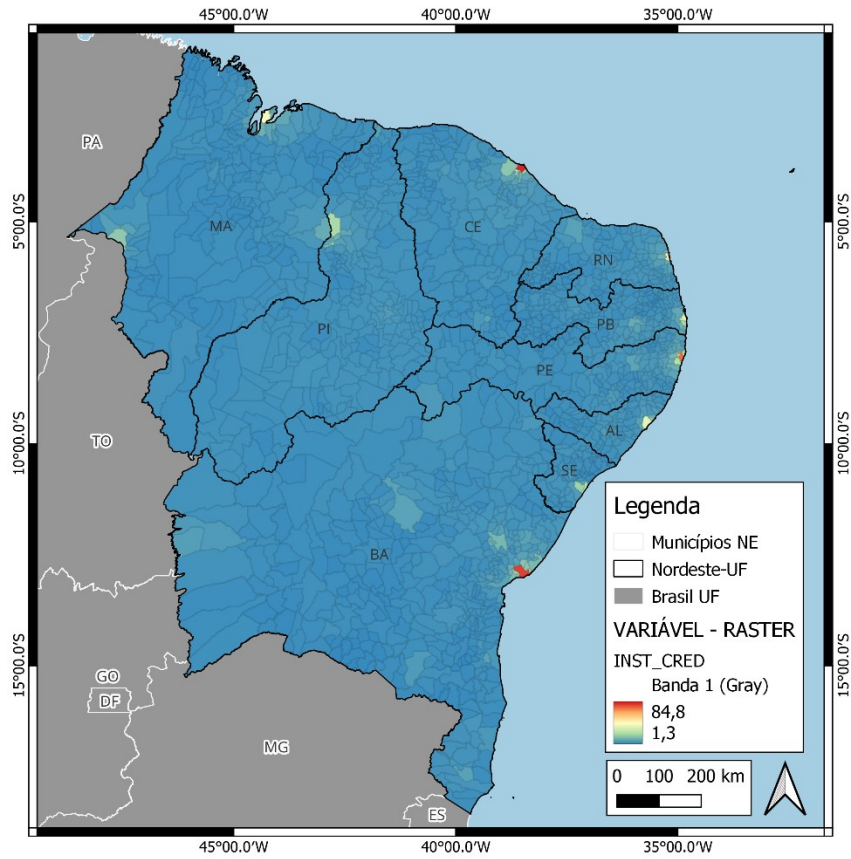 45°00.0'W 40°00.0'W 35°00.0'W
PA
5°00.0'S 5°00.0'S
MA CE
RN
PI PB
PE
AL
TO
10°00.0'S 10°00.0'S
SE
BA
Legenda
Municípios NE
Nordeste-UF
Brasil UF
VARIÁVEL - RASTER
INST_CRED
Banda 1 (Gray)
84,8
1,3
15°00.0'S 15°00.0'S
GO
DF
MG
ES
0 100 200 km
45°00.0'W 40°00.0'W 35°00.0'W